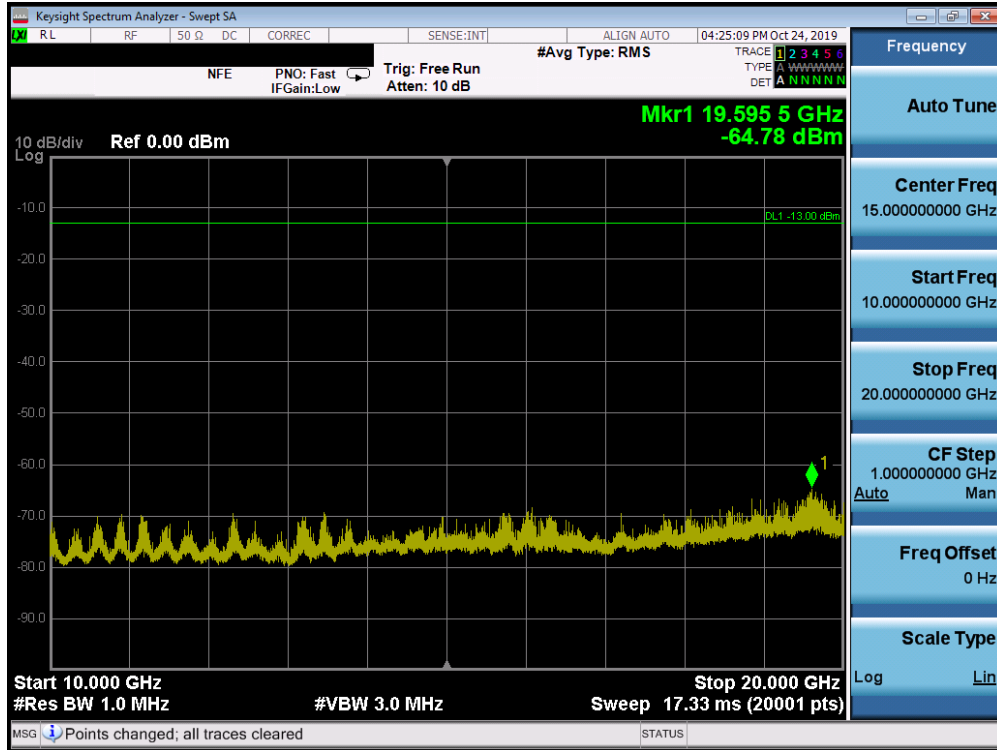 Keysight Spectrum Analyzer - Swept SA
LXI RL RF 50 Ω DC CORREC SENSE:INT ALIGN AUTO 04:25:09 PM Oct 24, 2019
NFE PNO: Fast IFGain:Low Trig: Free Run Atten: 10 dB #Avg Type: RMS
TRACE 1 2 3 4 5 6
TYPE A WWWWW
DET A N N N N N
Mkr1 19.595 5 GHz
-64.78 dBm
10 dB/div Ref 0.00 dBm
Log
-10.0
DL1 -13.00 dBm
-20.0
-30.0
-40.0
-50.0
-60.0
1
-70.0
-80.0
-90.0
Start 10.000 GHz Stop 20.000 GHz
#Res BW 1.0 MHz #VBW 3.0 MHz Sweep 17.33 ms (20001 pts)
MSG Points changed; all traces cleared STATUS
Frequency
Auto Tune
Center Freq
15.000000000 GHz
Start Freq
10.000000000 GHz
Stop Freq
20.000000000 GHz
CF Step
1.000000000 GHz
Auto Man
Freq Offset
0 Hz
Scale Type
Log Lin